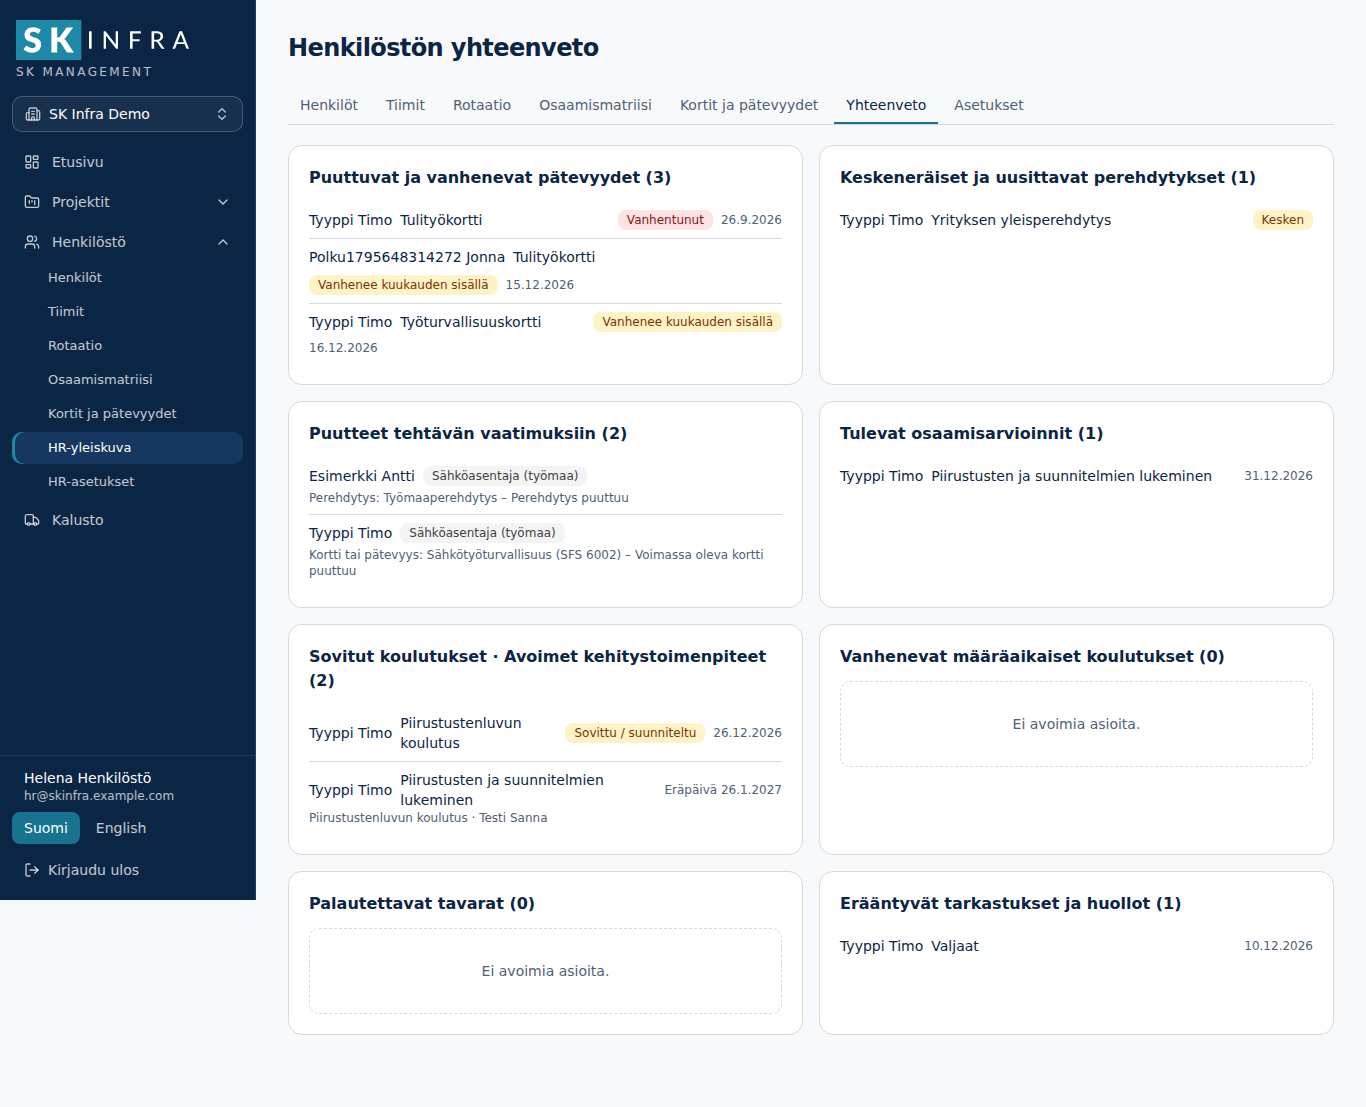 SK INFRA
SK MANAGEMENT
SK Infra Demo
Etusivu
Projektit
Henkilöstö
Henkilöt
Tiimit
Rotaatio
Osaamismatriisi
Kortit ja pätevyydet
HR-yleiskuva
HR-asetukset
Kalusto
Helena Henkilöstö
hr@skinfra.example.com
Suomi English
Kirjaudu ulos
Henkilöstön yhteenveto
Henkilöt Tiimit Rotaatio Osaamismatriisi Kortit ja pätevyydet Yhteenveto Asetukset
Puuttuvat ja vanhenevat pätevyydet (3)
Tyyppi Timo Tulityökortti Vanhentunut 26.9.2026
Polku1795648314272 Jonna Tulityökortti
Vanhenee kuukauden sisällä 15.12.2026
Tyyppi Timo Työturvallisuuskortti Vanhenee kuukauden sisällä
16.12.2026
Keskeneräiset ja uusittavat perehdytykset (1)
Tyyppi Timo Yrityksen yleisperehdytys Kesken
Puutteet tehtävän vaatimuksiin (2)
Esimerkki Antti Sähköasentaja (työmaa)
Perehdytys: Työmaaperehdytys – Perehdytys puuttuu
Tyyppi Timo Sähköasentaja (työmaa)
Kortti tai pätevyys: Sähkötyöturvallisuus (SFS 6002) – Voimassa oleva kortti
puuttuu
Tulevat osaamisarvioinnit (1)
Tyyppi Timo Piirustusten ja suunnitelmien lukeminen 31.12.2026
Sovitut koulutukset · Avoimet kehitystoimenpiteet
(2)
Tyyppi Timo Piirustustenluvun
koulutus Sovittu / suunniteltu 26.12.2026
Tyyppi Timo Piirustusten ja suunnitelmien
lukeminen Eräpäivä 26.1.2027
Piirustustenluvun koulutus · Testi Sanna
Vanhenevat määräaikaiset koulutukset (0)
Ei avoimia asioita.
Palautettavat tavarat (0)
Ei avoimia asioita.
Erääntyvät tarkastukset ja huollot (1)
Tyyppi Timo Valjaat 10.12.2026